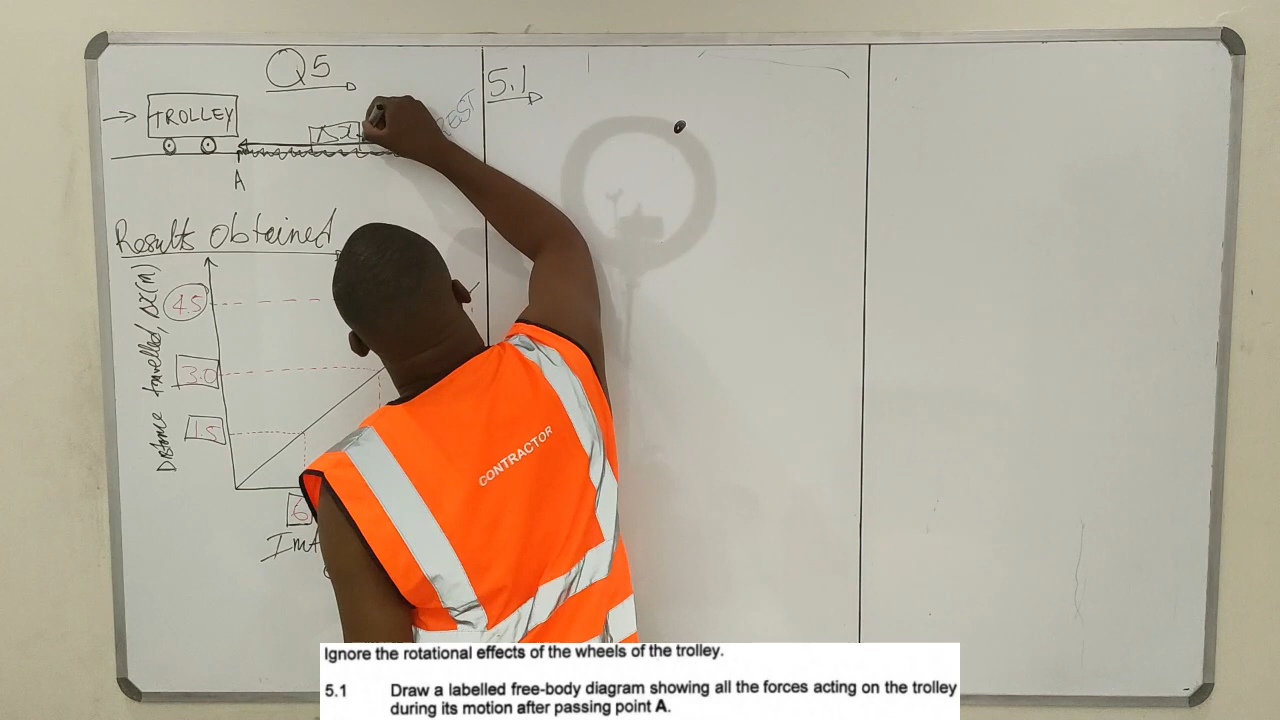 Q5
5.1
TROLLEY
Δx
REST
A
Results Obtained
Distance travelled, Δx(m)
4.5
3.0
1.5
6
CONTRACTOR
Ignore the rotational effects of the wheels of the trolley.
5.1 Draw a labelled free-body diagram showing all the forces acting on the trolley
during its motion after passing point A.